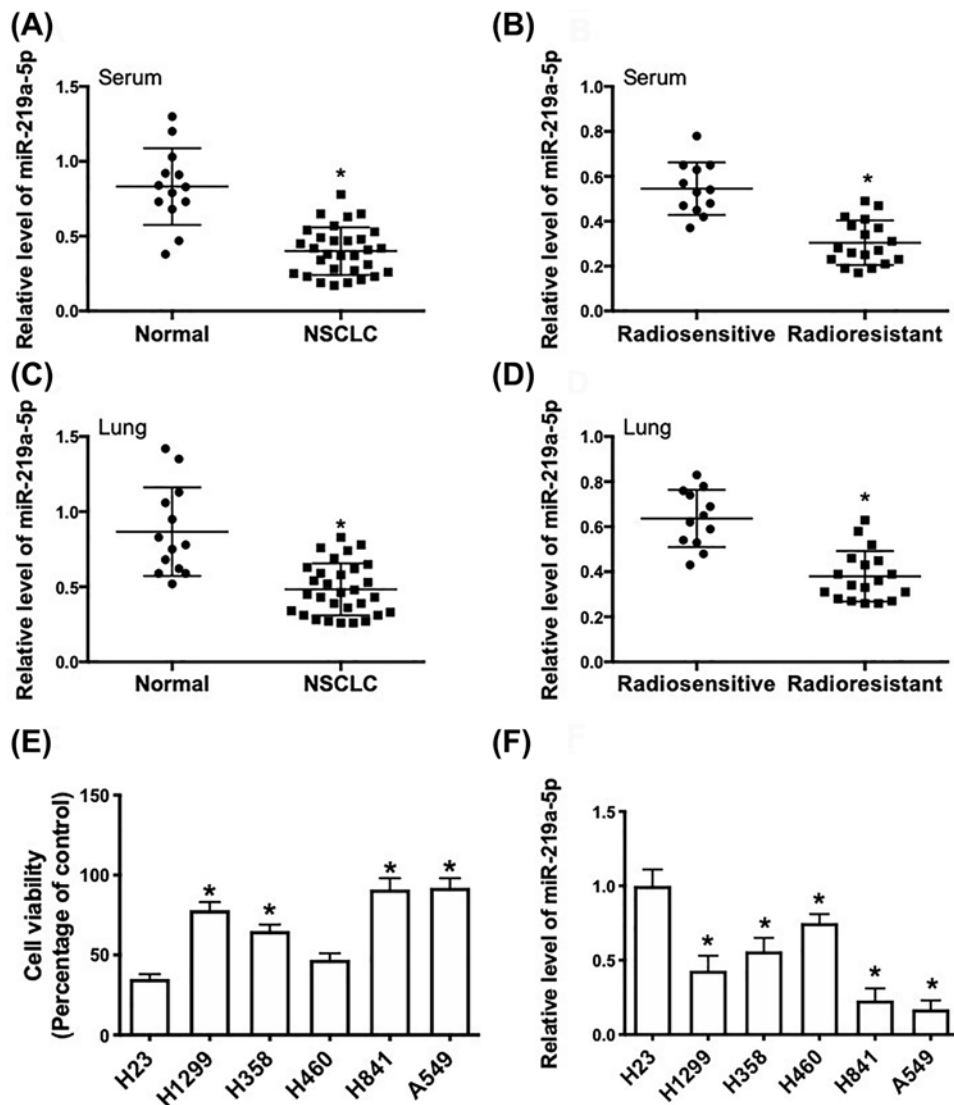 (A)
Relative level of miR-219a-5p
Serum
1.5
1.0
0.5
0.0
Normal
NSCLC
*
(B)
Relative level of miR-219a-5p
Serum
1.0
0.8
0.6
0.4
0.2
0.0
Radiosensitive
Radioresistant
*
(C)
Relative level of miR-219a-5p
Lung
1.5
1.0
0.5
0.0
Normal
NSCLC
*
(D)
Relative level of miR-219a-5p
Lung
1.0
0.8
0.6
0.4
0.2
0.0
Radiosensitive
Radioresistant
*
(E)
Cell viability
(Percentage of control)
150
100
50
0
* * * *
H23
H1299
H358
H460
H841
A549
(F)
Relative level of miR-219a-5p
1.5
1.0
0.5
0.0
* * * * *
H23
H1299
H358
H460
H841
A549